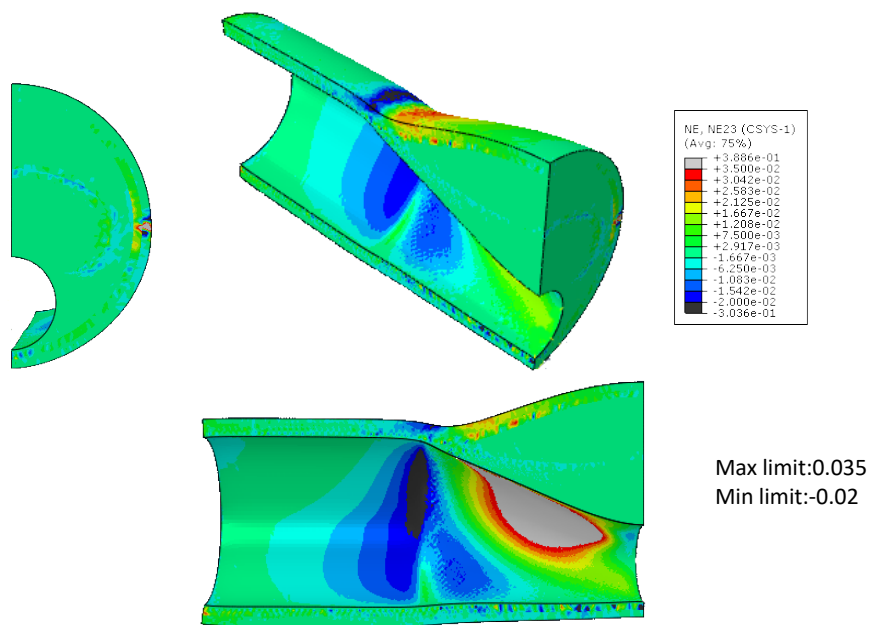 NE, NE23 (CSYS-1)
(Avg: 75%)
+3.886e-01
+3.500e-02
+3.042e-02
+2.583e-02
+2.125e-02
+1.667e-02
+1.208e-02
+7.500e-03
+2.917e-03
-1.667e-03
-6.250e-03
-1.083e-02
-1.542e-02
-2.000e-02
-3.036e-01
Max limit:0.035
Min limit:-0.02